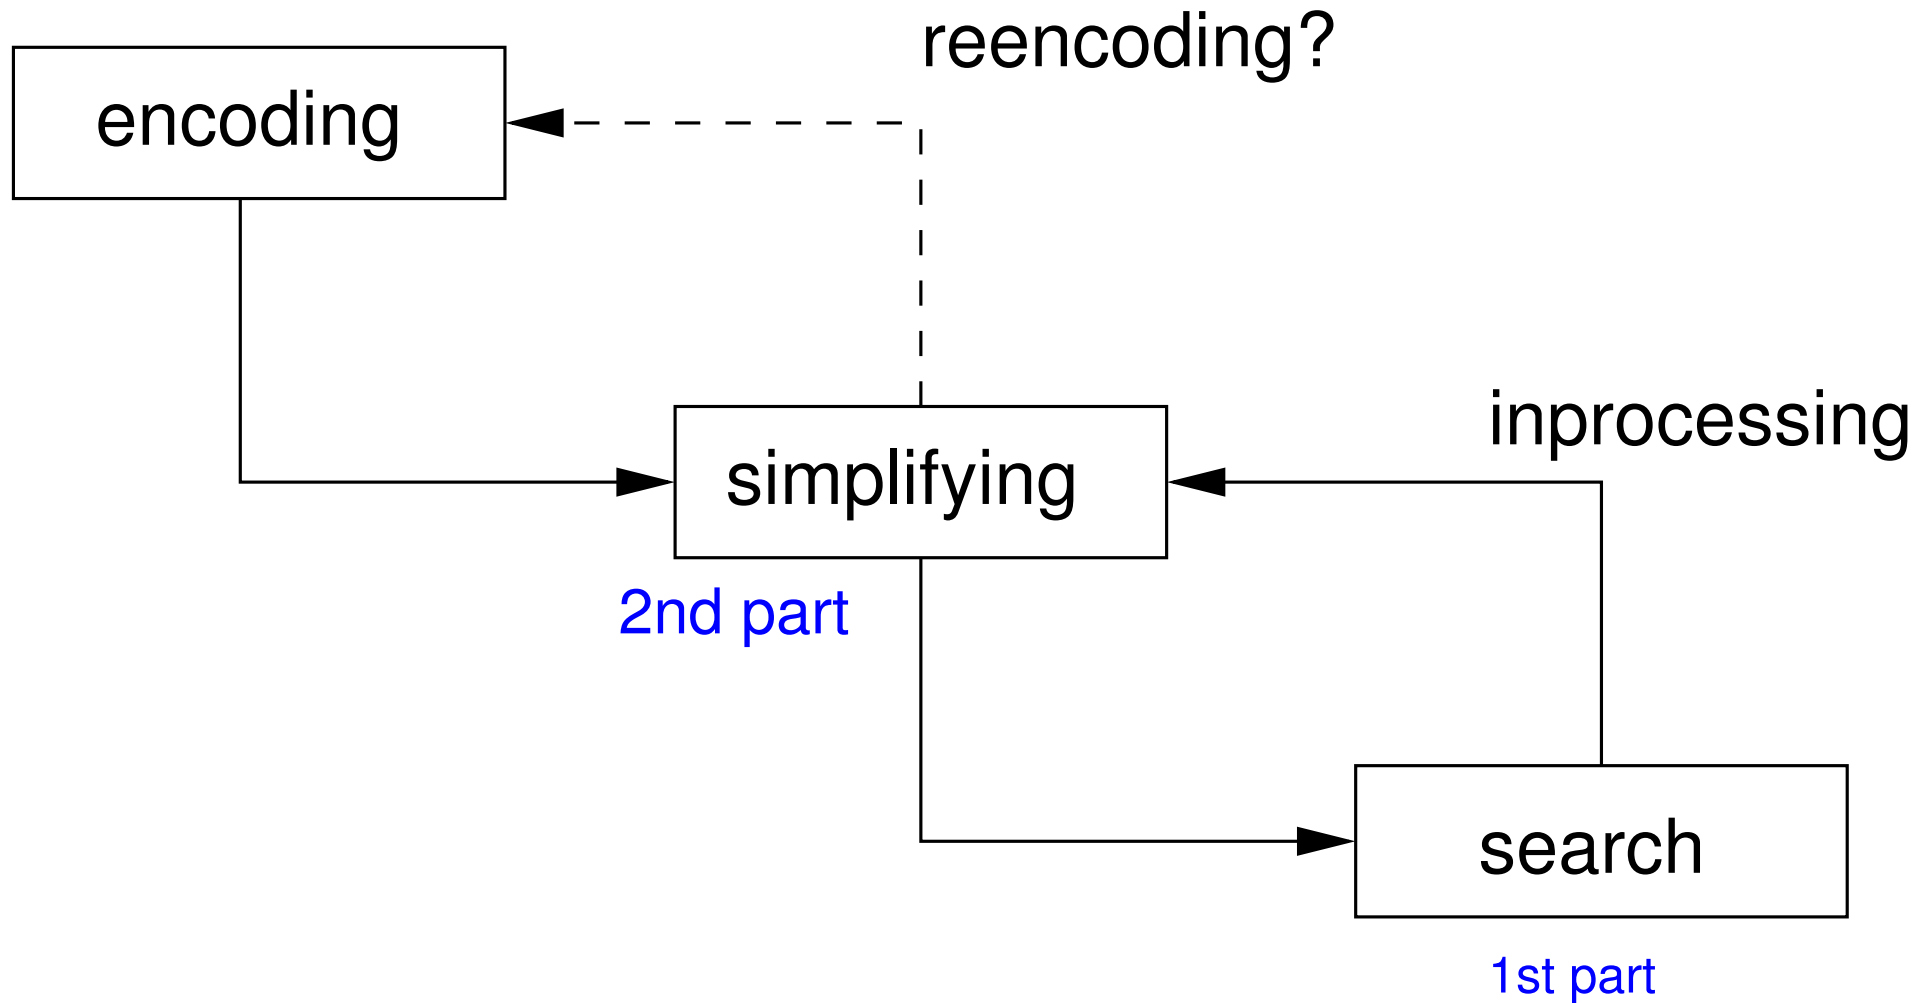 reencoding?
encoding
inprocessing
simplifying
2nd part
search
1st part